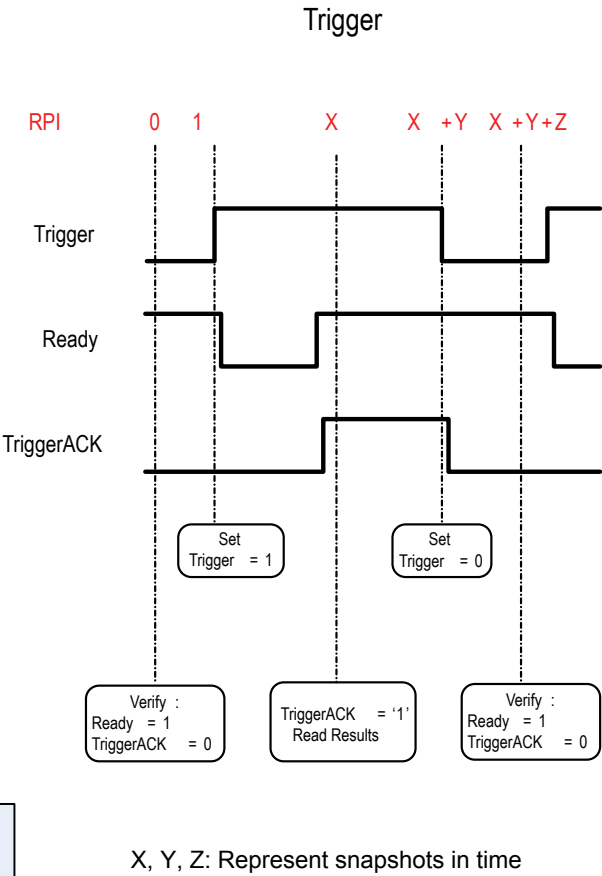 Trigger
RPI 0 1 X X +Y X +Y+Z
Trigger
Ready
TriggerACK
Set
Trigger = 1
Set
Trigger = 0
Verify :
Ready = 1
TriggerACK = 0
TriggerACK = ‘1’
Read Results
Verify :
Ready = 1
TriggerACK = 0
X, Y, Z: Represent snapshots in time